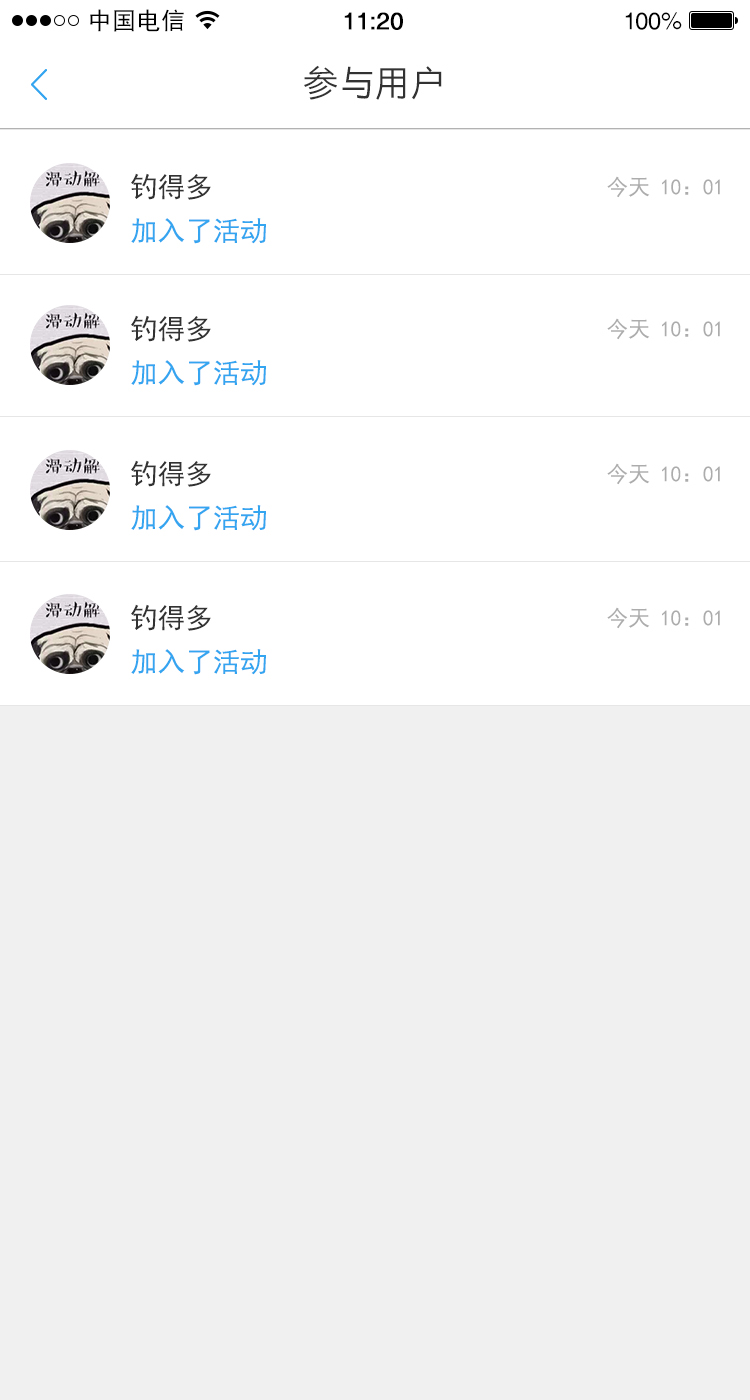 中国电信 11:20 100%
参与用户
滑动解
钓得多 今天 10：01
加入了活动
滑动解
钓得多 今天 10：01
加入了活动
滑动解
钓得多 今天 10：01
加入了活动
滑动解
钓得多 今天 10：01
加入了活动